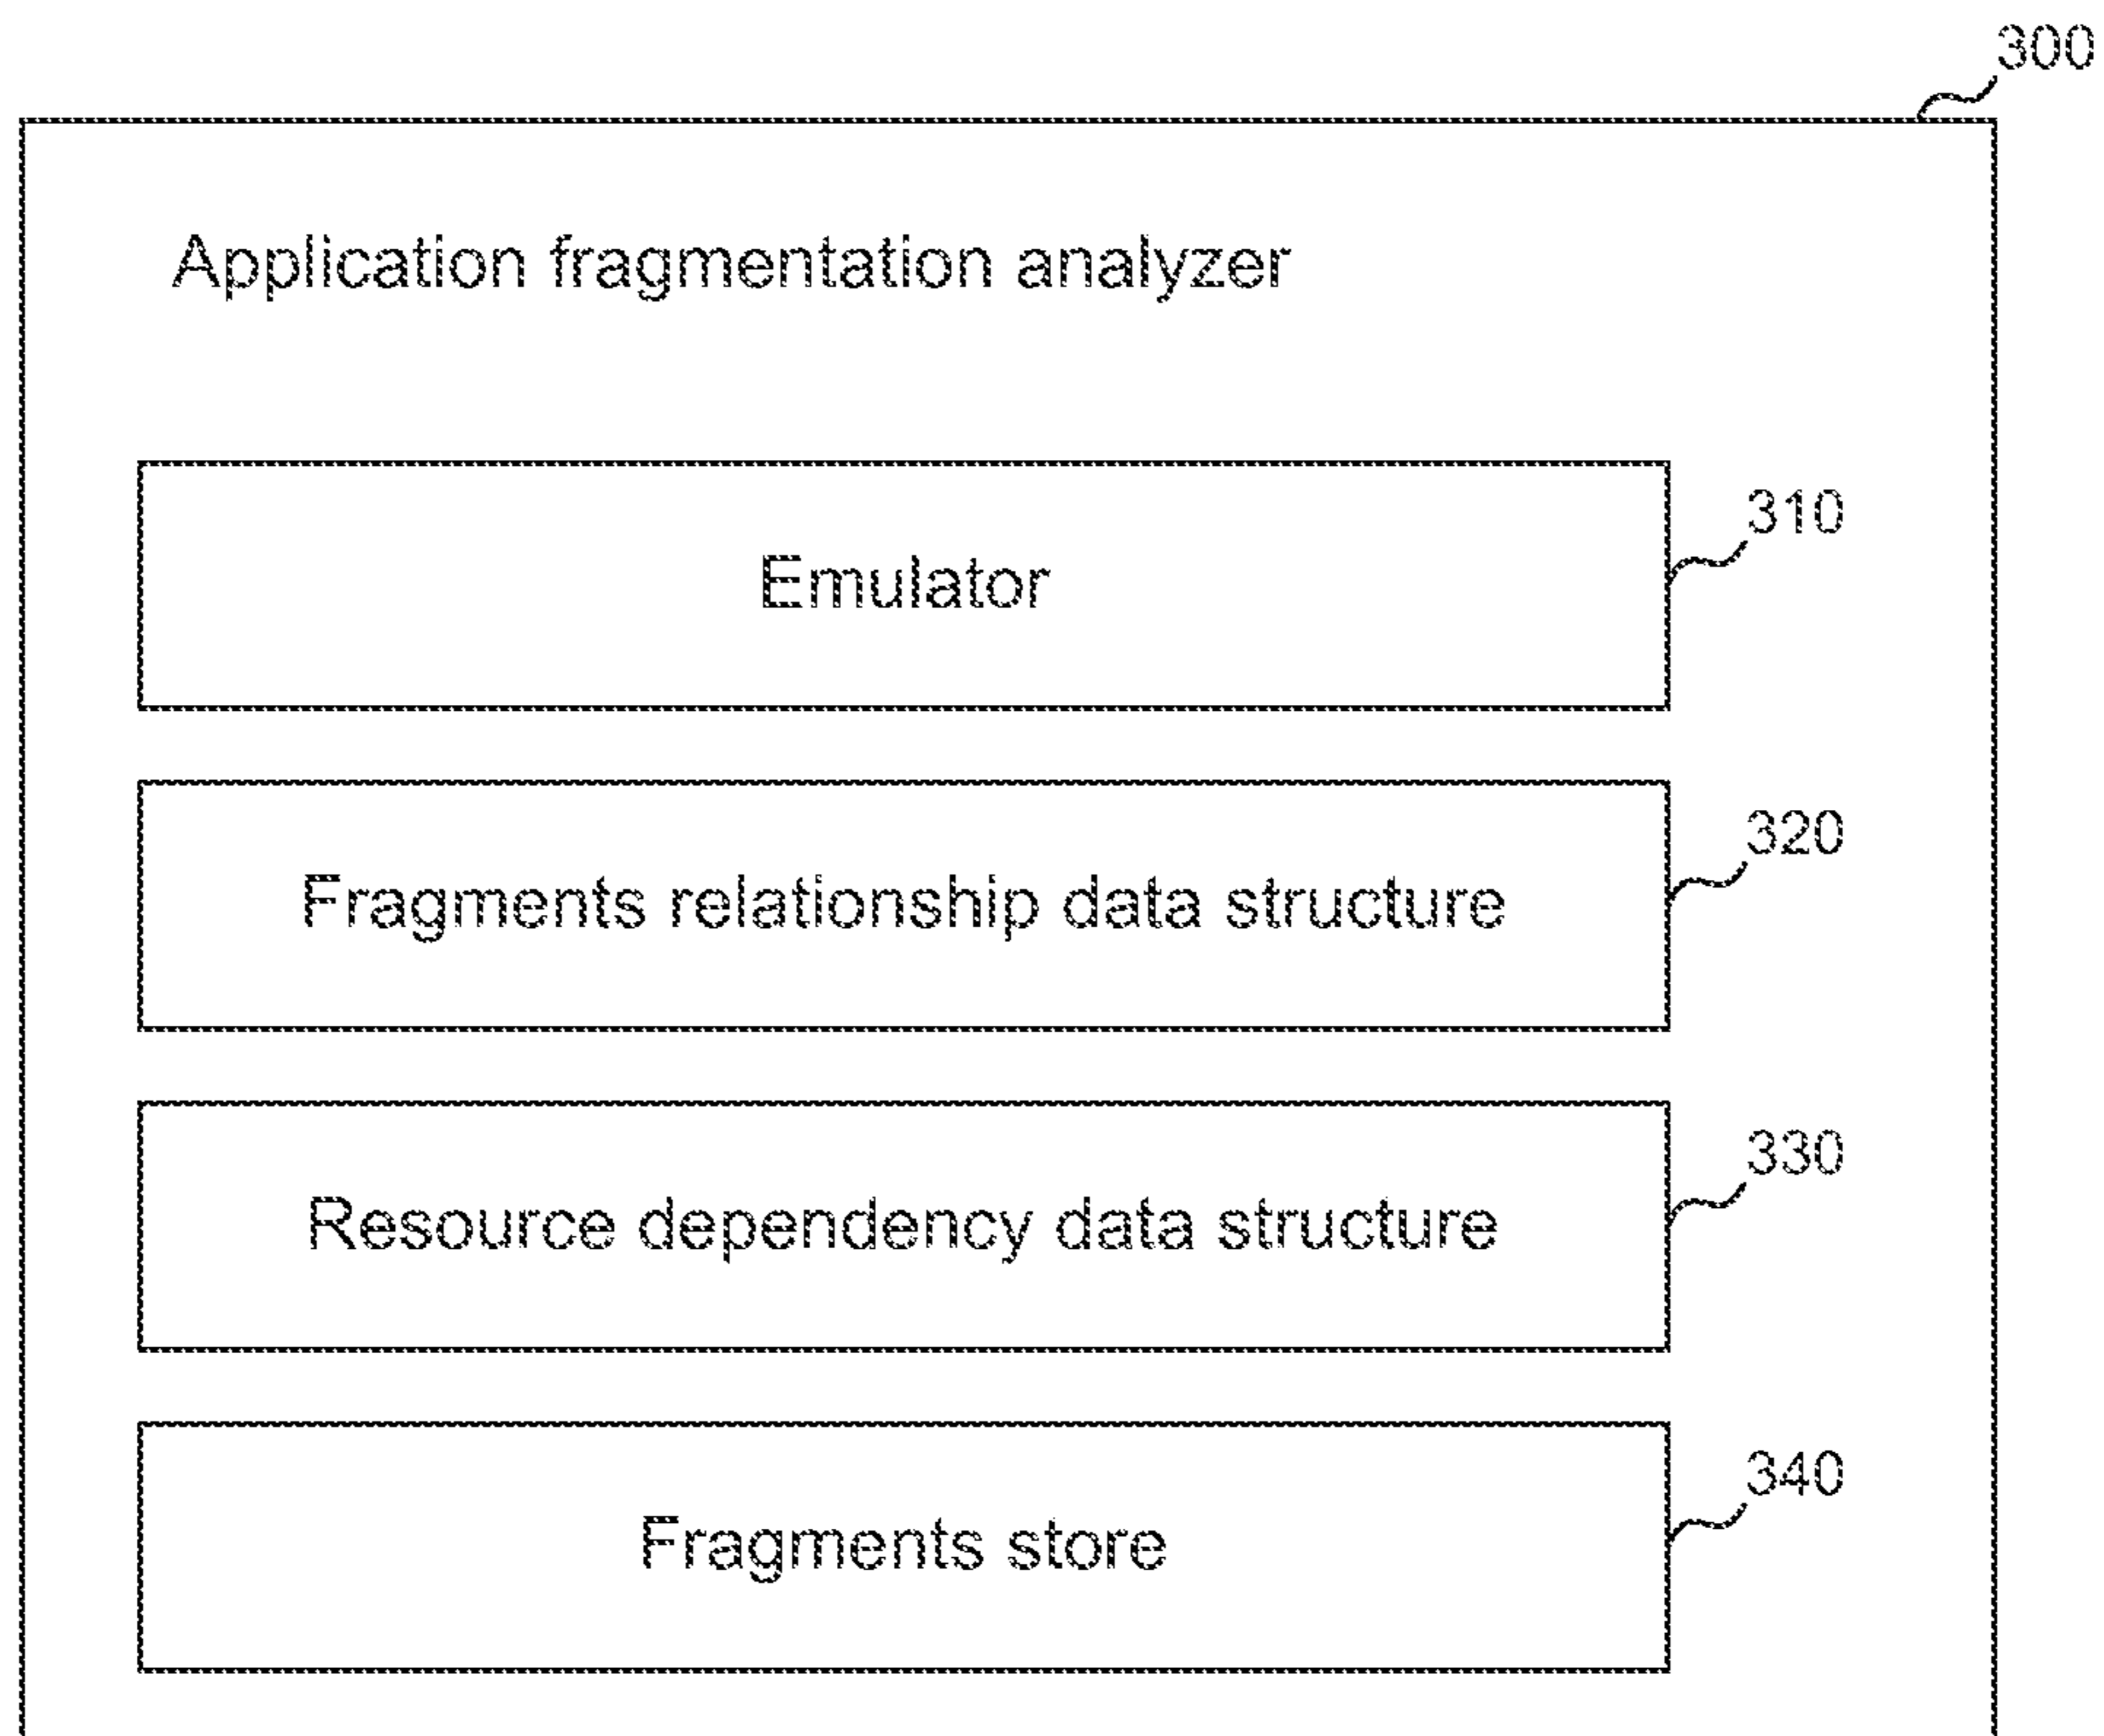 300
Application fragmentation analyzer
310
Emulator
320
Fragments relationship data structure
330
Resource dependency data structure
340
Fragments store